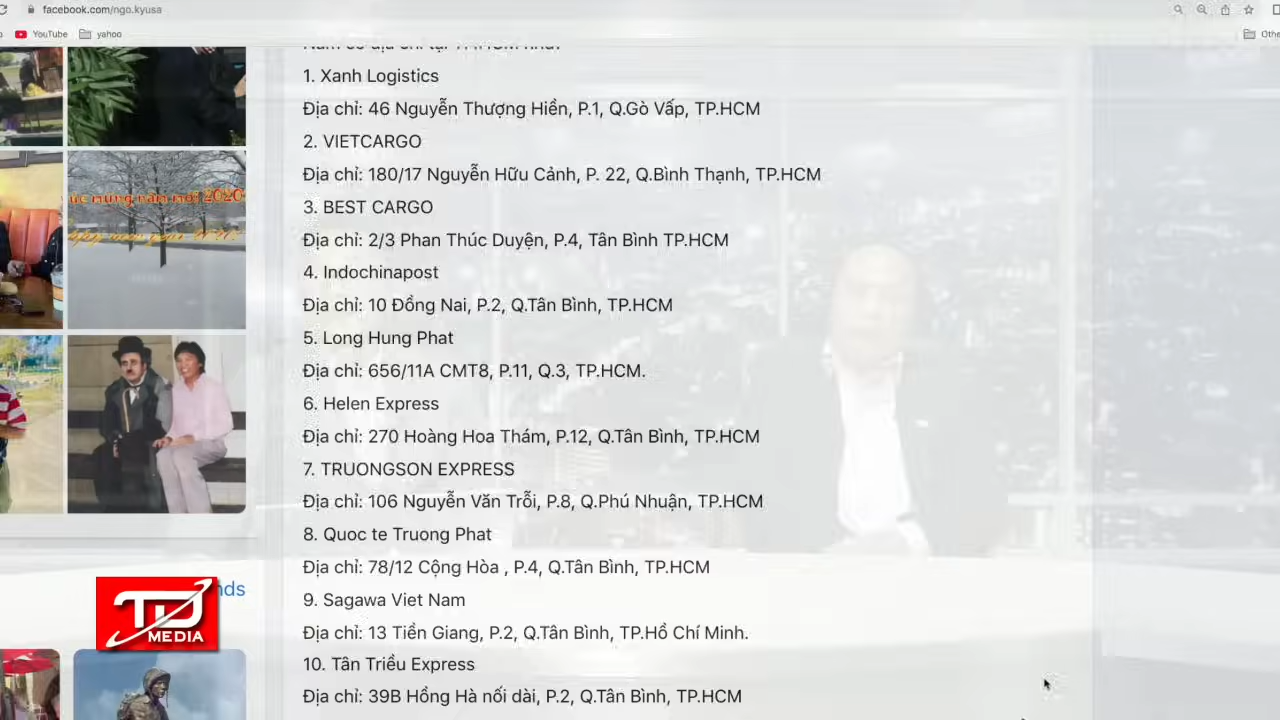 facebook.com/ngo.kyusa
YouTube
yahoo
1. Xanh Logistics
Địa chỉ: 46 Nguyễn Thượng Hiền, P.1, Q.Gò Vấp, TP.HCM
2. VIETCARGO
Địa chỉ: 180/17 Nguyễn Hữu Cảnh, P. 22, Q.Bình Thạnh, TP.HCM
3. BEST CARGO
Địa chỉ: 2/3 Phan Thúc Duyện, P.4, Tân Bình TP.HCM
4. Indochinapost
Địa chỉ: 10 Đồng Nai, P.2, Q.Tân Bình, TP.HCM
5. Long Hung Phat
Địa chỉ: 656/11A CMT8, P.11, Q.3, TP.HCM.
6. Helen Express
Địa chỉ: 270 Hoàng Hoa Thám, P.12, Q.Tân Bình, TP.HCM
7. TRUONGSON EXPRESS
Địa chỉ: 106 Nguyễn Văn Trỗi, P.8, Q.Phú Nhuận, TP.HCM
8. Quoc te Truong Phat
Địa chỉ: 78/12 Cộng Hòa , P.4, Q.Tân Bình, TP.HCM
9. Sagawa Viet Nam
Địa chỉ: 13 Tiền Giang, P.2, Q.Tân Bình, TP.Hồ Chí Minh.
10. Tân Triều Express
Địa chỉ: 39B Hồng Hà nối dài, P.2, Q.Tân Bình, TP.HCM
năm mới 2020
TD
MEDIA